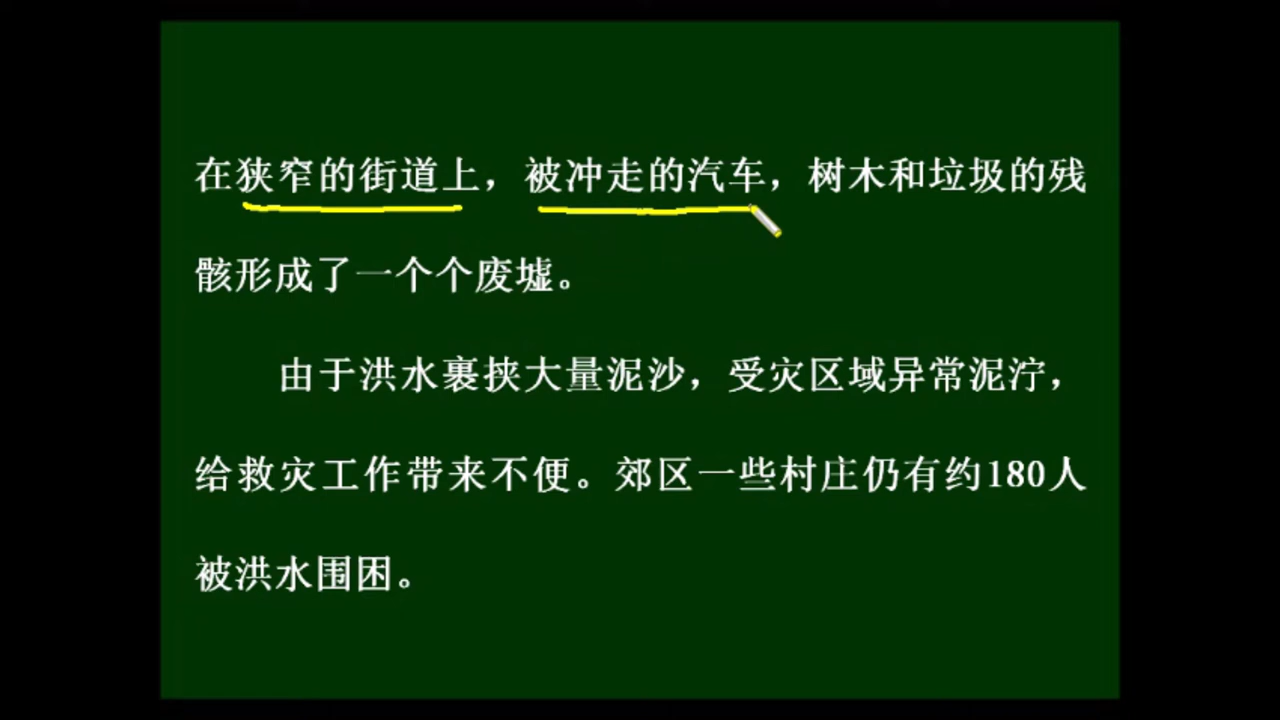 在狭窄的街道上，被冲走的汽车，树木和垃圾的残
骸形成了一个个废墟。
由于洪水裹挟大量泥沙，受灾区域异常泥泞，
给救灾工作带来不便。郊区一些村庄仍有约180人
被洪水围困。